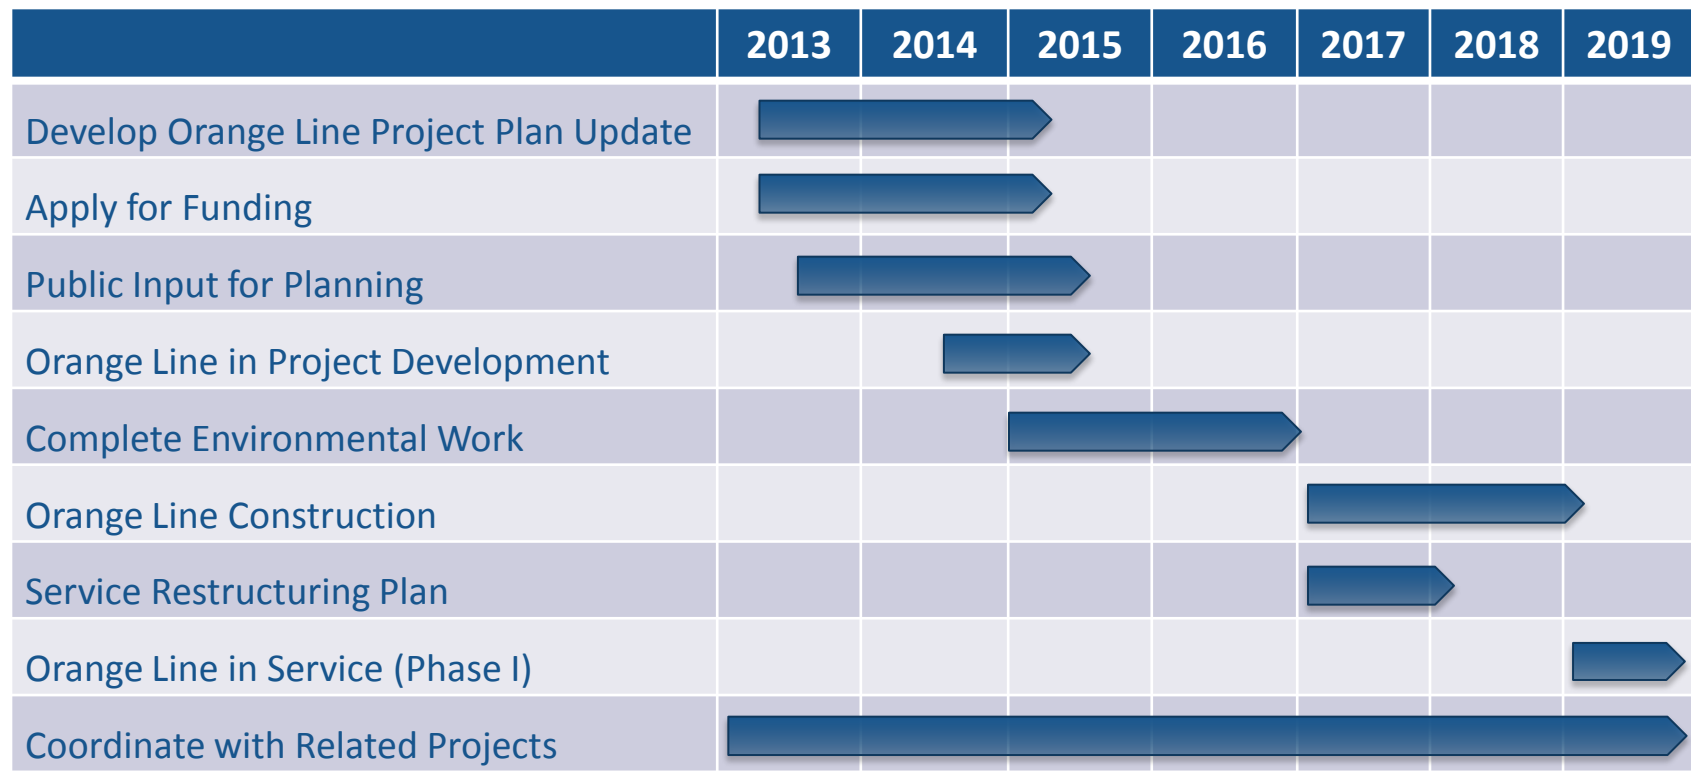 2013 2014 2015 2016 2017 2018 2019
Develop Orange Line Project Plan Update
Apply for Funding
Public Input for Planning
Orange Line in Project Development
Complete Environmental Work
Orange Line Construction
Service Restructuring Plan
Orange Line in Service (Phase I)
Coordinate with Related Projects